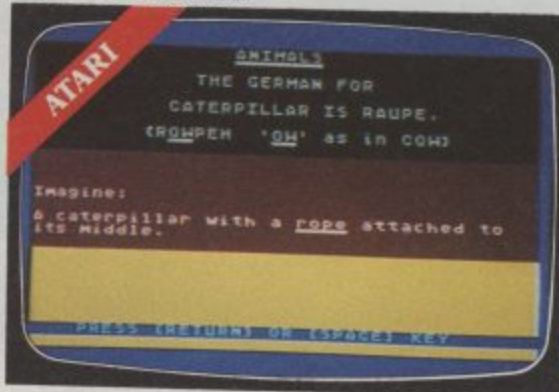 ATARI
ANIMALS
THE GERMAN FOR
CATERPILLAR IS RAUPE.
(ROWPEH 'OW' as in COW)
Imagine:
A caterpillar with a rope attached to
its middle.
PRESS [RETURN] OR [SPACE] KEY